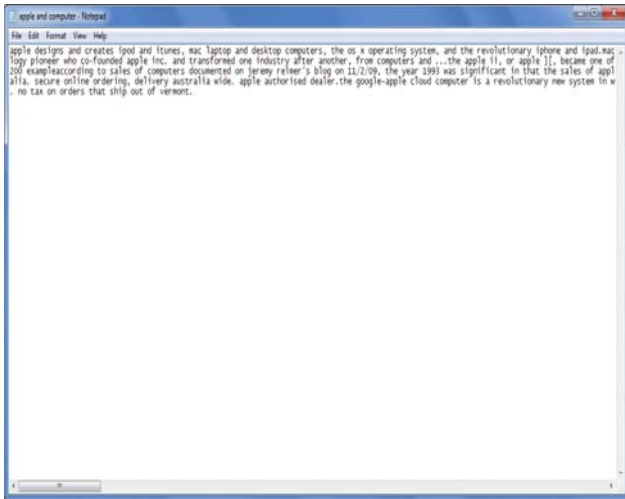 apple and computer - Notepad
File Edit Format View Help
apple designs and creates ipod and itunes, mac laptop and desktop computers, the os x operating system, and the revolutionary iphone and ipad.mac
logy pioneer who co-founded apple inc. and transformed one industry after another, from computers and ...the apple ii, or apple ][, became one of
200 exampleaccording to sales of computers documented on jeremy reimer's blog on 11/2/09, the year 1993 was significant in that the sales of appl
alia. secure online ordering, delivery australia wide. apple authorised dealer.the google-apple cloud computer is a revolutionary new system in w
. no tax on orders that ship out of vermont.